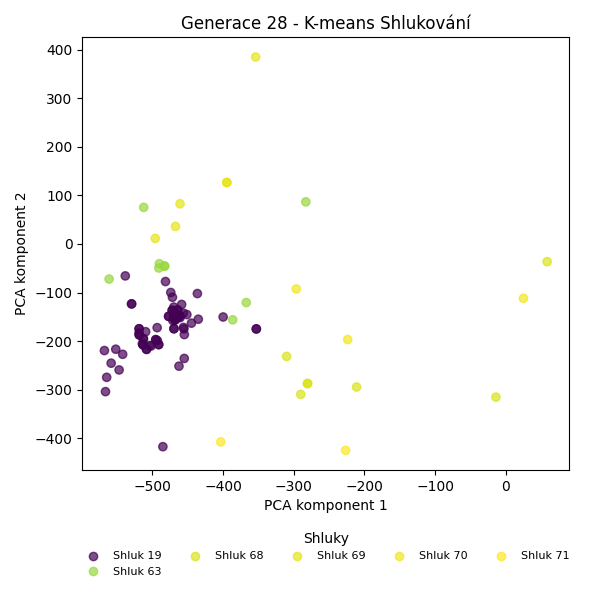 Generace 28 - K-means Shlukování
400
300
200
100
0
−100
−200
−300
−400
PCA komponent 2
−500 −400 −300 −200 −100 0
PCA komponent 1
Shluky
Shluk 19 Shluk 68 Shluk 69 Shluk 70 Shluk 71
Shluk 63